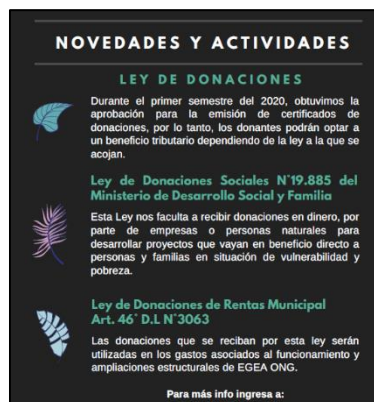 NOVEDADES Y ACTIVIDADES
LEY DE DONACIONES
Durante el primer semestre del 2020, obtuvimos la
aprobación para la emisión de certificados de
donaciones, por lo tanto, los donantes podrán optar a
un beneficio tributario dependiendo de la ley a la que se
acojan.
Ley de Donaciones Sociales N°19.885 del
Ministerio de Desarrollo Social y Familia
Esta Ley nos faculta a recibir donaciones en dinero, por
parte de empresas o personas naturales para
desarrollar proyectos que vayan en beneficio directo a
personas y familias en situación de vulnerabilidad y
pobreza.
Ley de Donaciones de Rentas Municipal
Art. 46° D.L N°3063
Las donaciones que se reciban por esta ley serán
utilizadas en los gastos asociados al funcionamiento y
ampliaciones estructurales de EGEA ONG.
Para más info ingresa a: